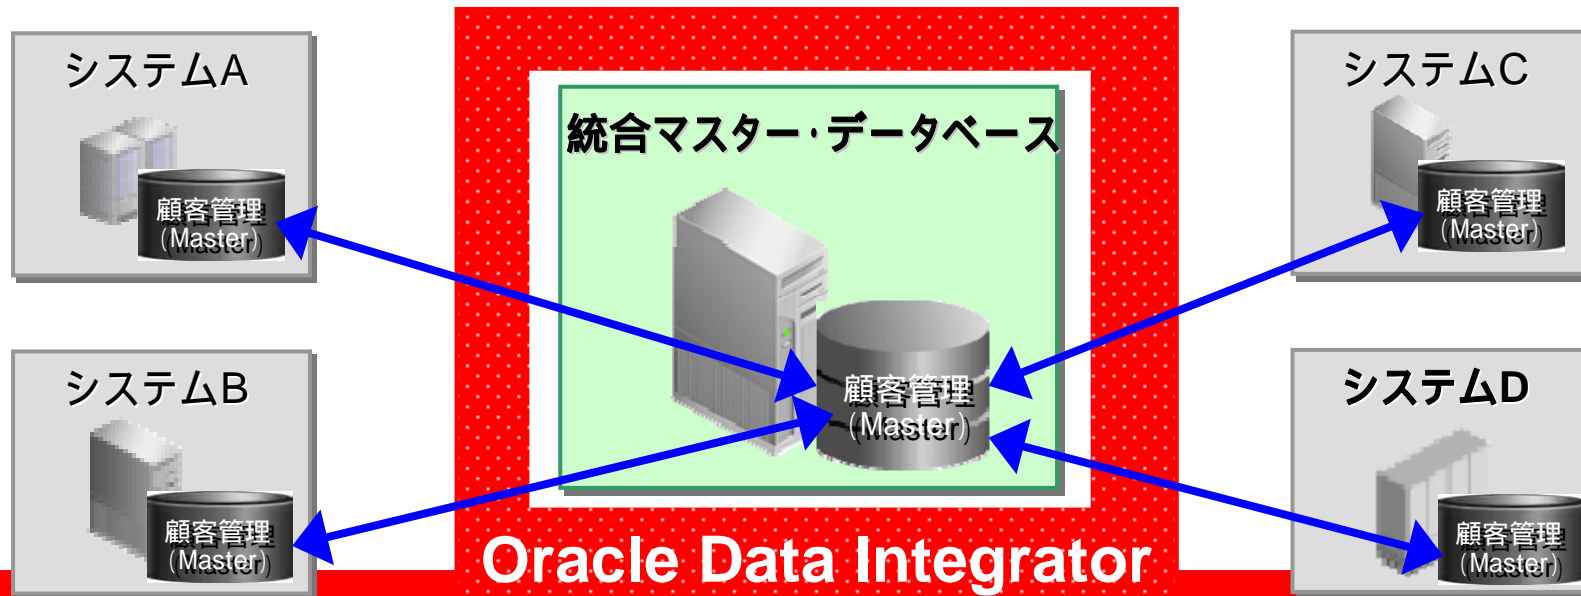 システムA
顧客管理
(Master)
システムB
顧客管理
(Master)
統合マスター・データベース
顧客管理
(Master)
Oracle Data Integrator
システムC
顧客管理
(Master)
システムD
顧客管理
(Master)